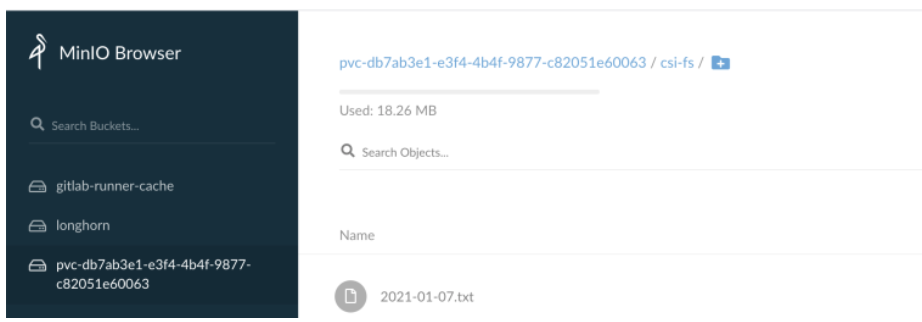 MinIO Browser
Search Buckets...
gitlab-runner-cache
longhorn
pvc-db7ab3e1-e3f4-4b4f-9877-
c82051e60063
pvc-db7ab3e1-e3f4-4b4f-9877-c82051e60063 / csi-fs /
Used: 18.26 MB
Search Objects...
Name
2021-01-07.txt